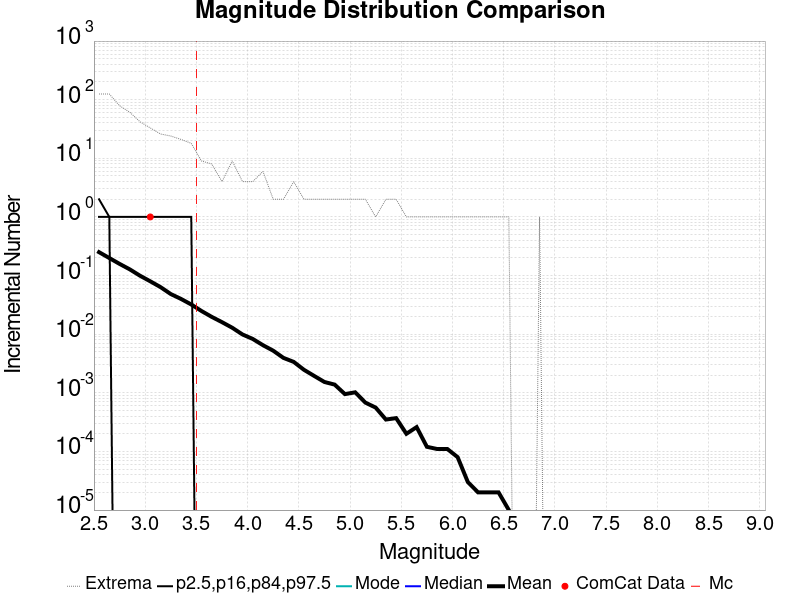 Magnitude Distribution Comparison
10^3
10^2
10^1
10^0
10^-1
10^-2
10^-3
10^-4
10^-5
Incremental Number
2.5 3.0 3.5 4.0 4.5 5.0 5.5 6.0 6.5 7.0 7.5 8.0 8.5 9.0
Magnitude
Extrema p2.5,p16,p84,p97.5 Mode Median Mean ComCat Data Mc